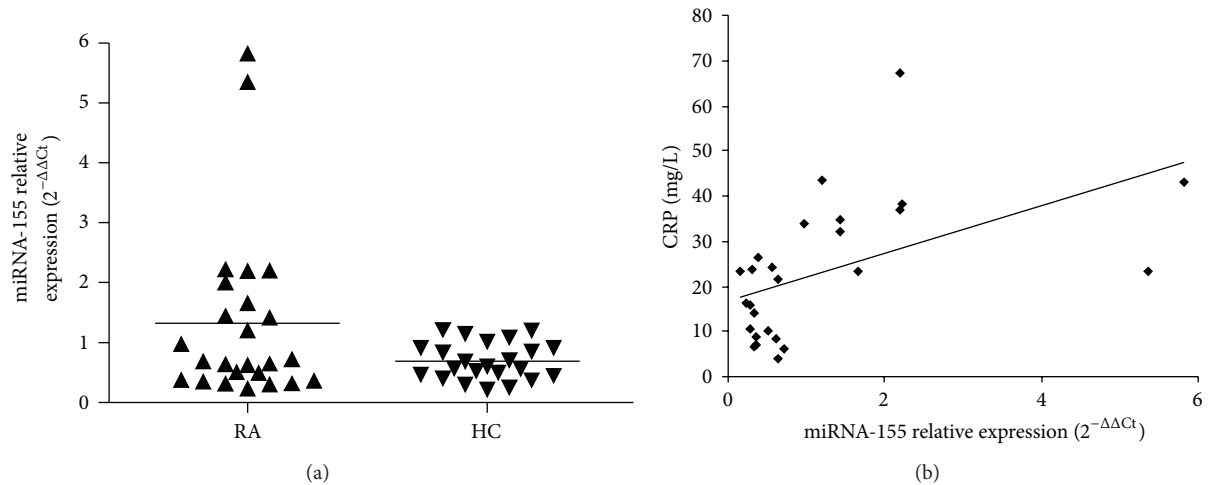 miRNA-155 relative
expression (2^−ΔΔCt)
6
5
4
3
2
1
0
RA
HC
(a)
CRP (mg/L)
80
70
60
50
40
30
20
10
0
0
2
4
6
miRNA-155 relative expression (2^−ΔΔCt)
(b)